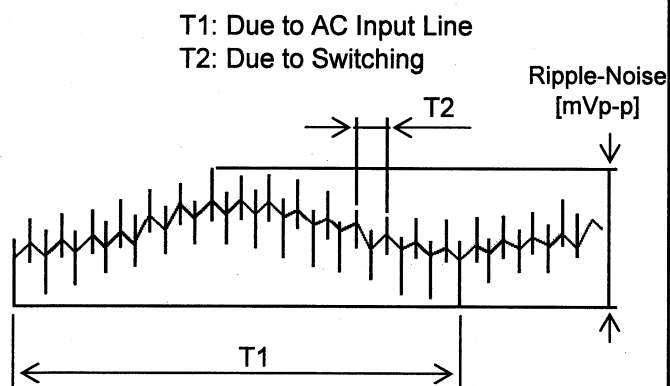 T1: Due to AC Input Line
T2: Due to Switching
Ripple-Noise
[mVp-p]
T2
T1